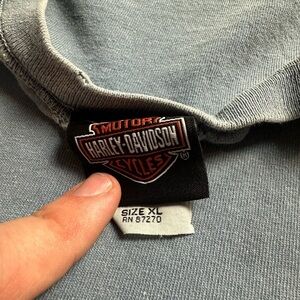 MOTOR
HARLEY-DAVIDSON
CYCLES
®
SIZE XL
RN 87270